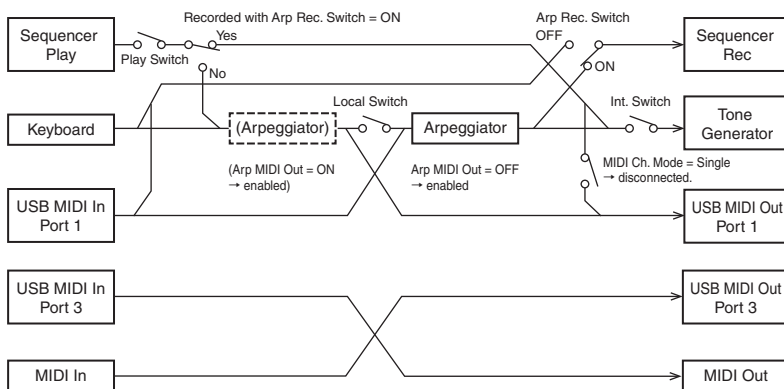 Recorded with Arp Rec. Switch = ON
Arp Rec. Switch
Sequencer
Play
Play Switch
Yes
OFF
Sequencer
Rec
No
ON
Keyboard
(Arpeggiator)
Local Switch
Arpeggiator
Int. Switch
Tone
Generator
(Arp MIDI Out = ON
→ enabled)
Arp MIDI Out = OFF
→ enabled
MIDI Ch. Mode = Single
→ disconnected.
USB MIDI In
Port 1
USB MIDI Out
Port 1
USB MIDI In
Port 3
USB MIDI Out
Port 3
MIDI In
MIDI Out